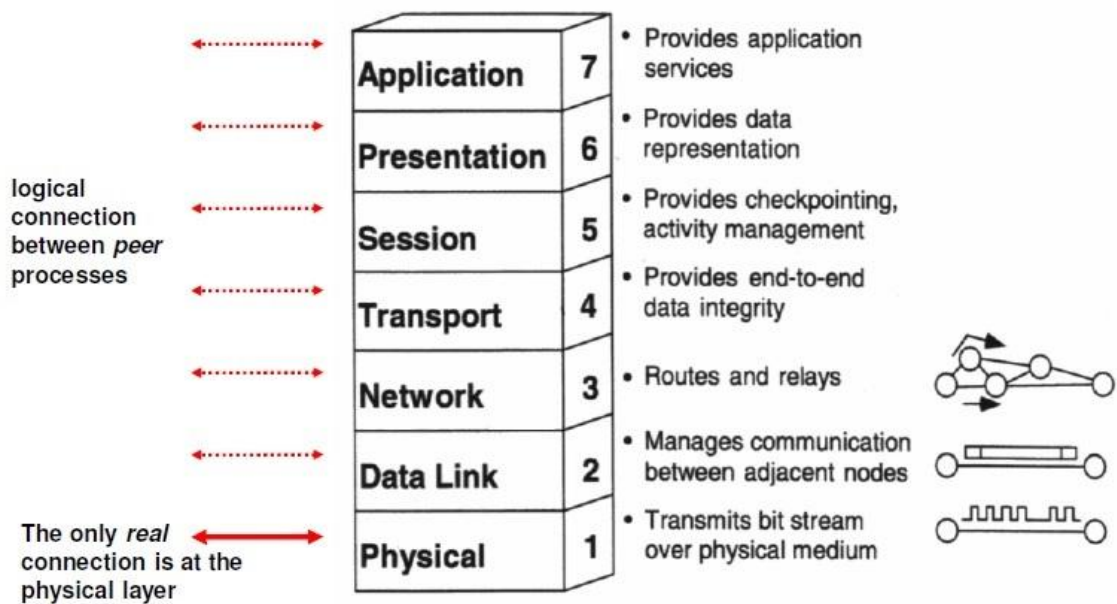 Application
7
• Provides application
services
Presentation
6
• Provides data
representation
logical
connection
between peer
processes
Session
5
• Provides checkpointing,
activity management
Transport
4
• Provides end-to-end
data integrity
Network
3
• Routes and relays
Data Link
2
• Manages communication
between adjacent nodes
The only real
connection is at the
physical layer
Physical
1
• Transmits bit stream
over physical medium